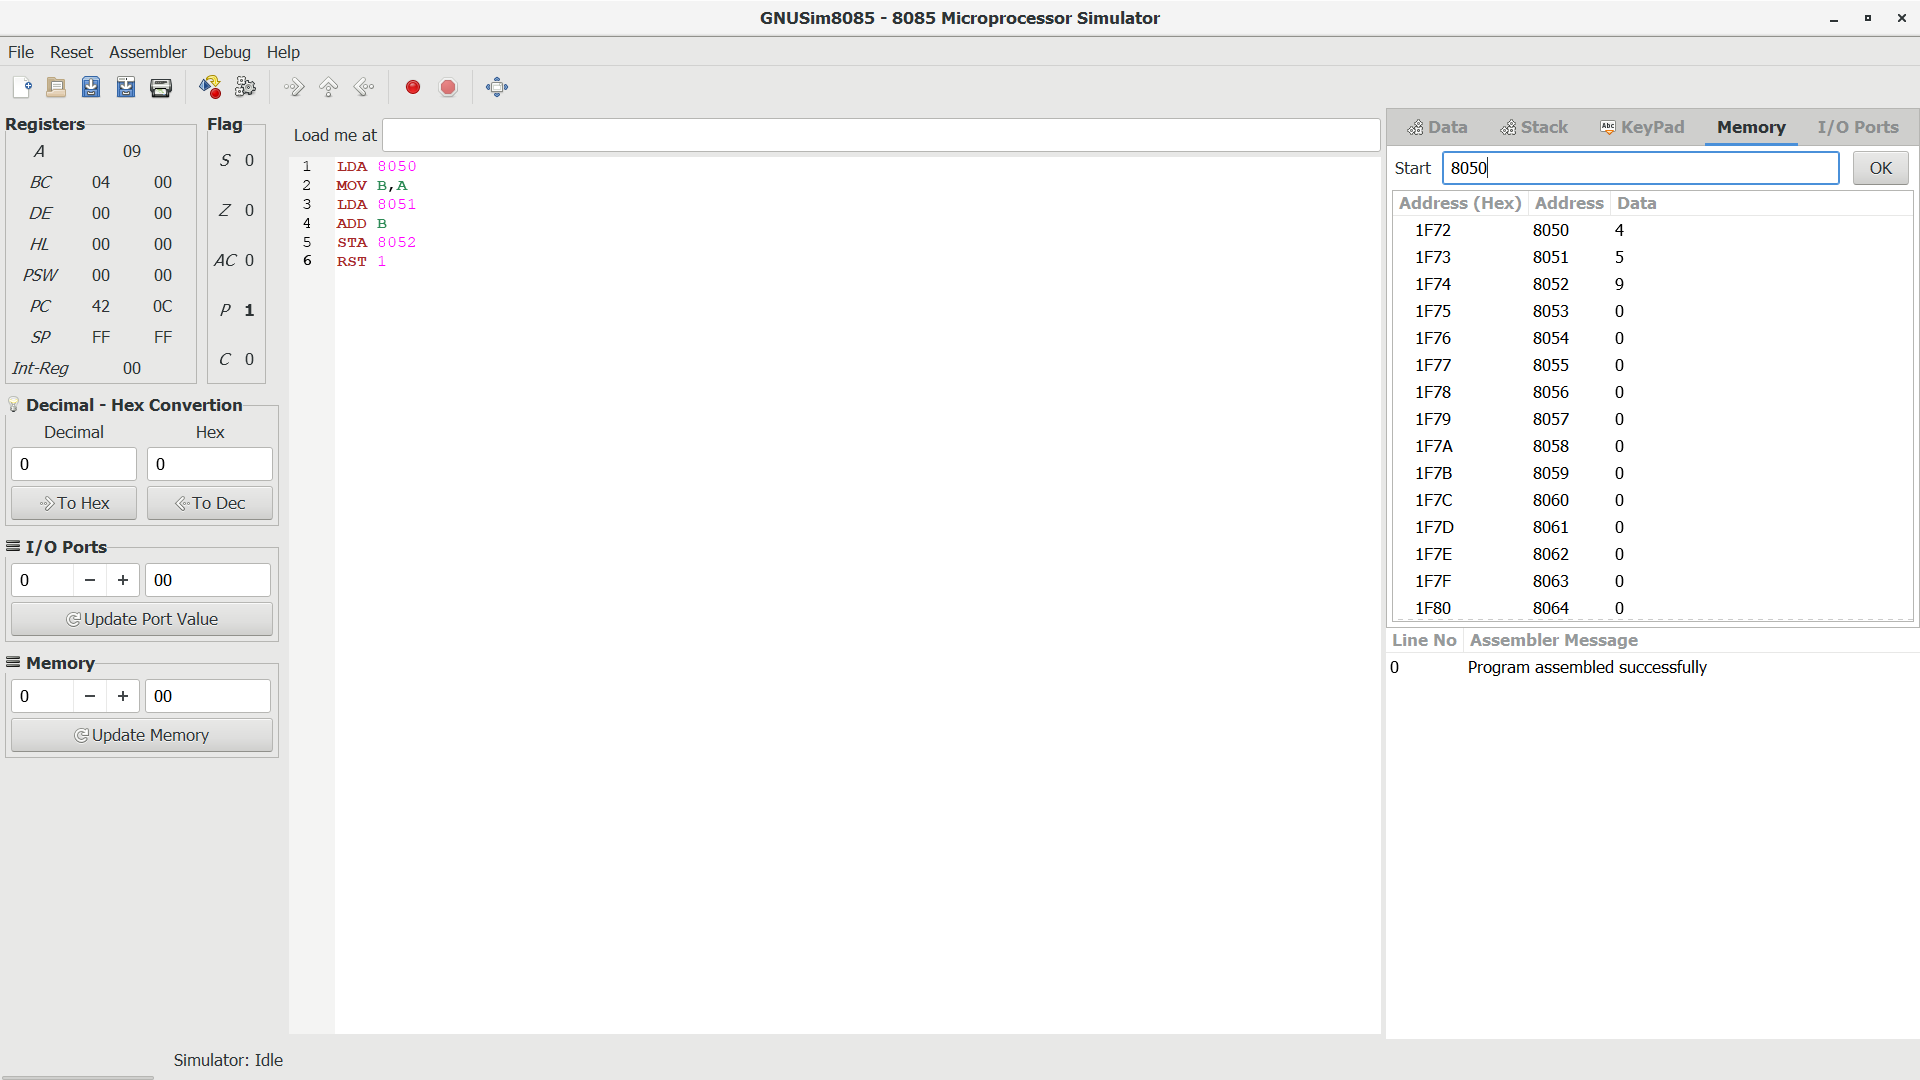 GNUSim8085 - 8085 Microprocessor Simulator
File Reset Assembler Debug Help
Registers
A 09
BC 04 00
DE 00 00
HL 00 00
PSW 00 00
PC 42 0C
SP FF FF
Int-Reg 00
Flag
S 0
Z 0
AC 0
P 1
C 0
Decimal - Hex Convertion
Decimal Hex
0 0
To Hex To Dec
I/O Ports
0 − + 00
Update Port Value
Memory
0 − + 00
Update Memory
Load me at
1 LDA 8050
2 MOV B,A
3 LDA 8051
4 ADD B
5 STA 8052
6 RST 1
Data Stack Abc KeyPad Memory I/O Ports
Start 8050 OK
Address (Hex) Address Data
1F72 8050 4
1F73 8051 5
1F74 8052 9
1F75 8053 0
1F76 8054 0
1F77 8055 0
1F78 8056 0
1F79 8057 0
1F7A 8058 0
1F7B 8059 0
1F7C 8060 0
1F7D 8061 0
1F7E 8062 0
1F7F 8063 0
1F80 8064 0
Line No Assembler Message
0 Program assembled successfully
Simulator: Idle